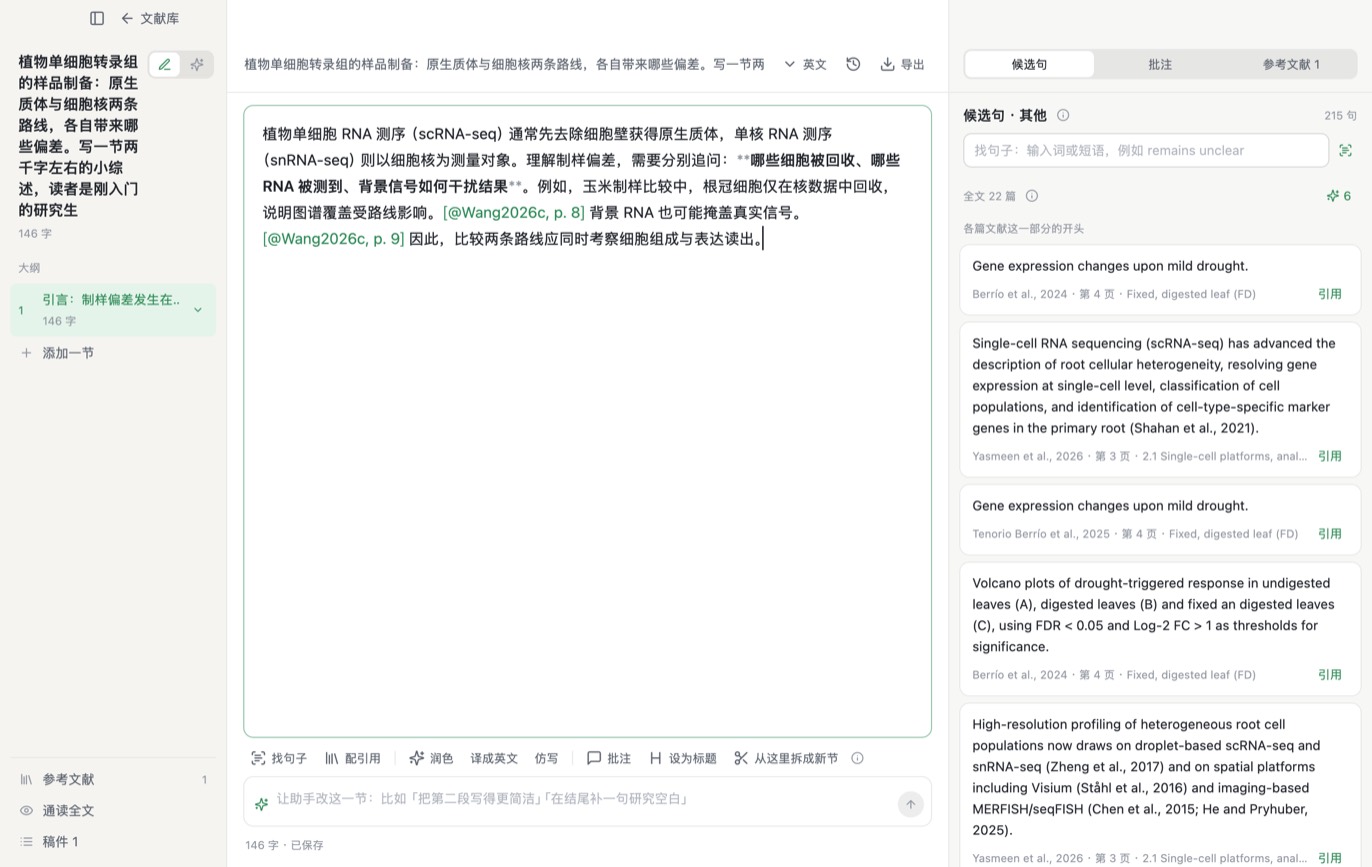 文献库
植物单细胞转录组
的样品制备：原生
质体与细胞核两条
路线，各自带来哪
些偏差。写一节两
千字左右的小综
述，读者是刚入门
的研究生
146 字
大纲
1
引言：制样偏差发生在..
146 字
添加一节
参考文献 1
通读全文
稿件 1
植物单细胞转录组的样品制备：原生质体与细胞核两条路线，各自带来哪些偏差。写一节两
英文
导出
植物单细胞 RNA 测序（scRNA-seq）通常先去除细胞壁获得原生质体，单核 RNA 测序
（snRNA-seq）则以细胞核为测量对象。理解制样偏差，需要分别追问：**哪些细胞被回收、哪些
RNA 被测到、背景信号如何干扰结果**。例如，玉米制样比较中，根冠细胞仅在核数据中回收，
说明图谱覆盖受路线影响。[@Wang2026c, p. 8] 背景 RNA 也可能掩盖真实信号。
[@Wang2026c, p. 9] 因此，比较两条路线应同时考察细胞组成与表达读出。
找句子 配引用 润色 译成英文 仿写 批注 H 设为标题 从这里拆成新节
让助手改这一节：比如「把第二段写得更简洁」「在结尾补一句研究空白」
146 字 · 已保存
候选句 批注 参考文献 1
候选句 · 其他 215 句
找句子：输入词或短语，例如 remains unclear
全文 22 篇 6
各篇文献这一部分的开头
Gene expression changes upon mild drought.
Berrío et al., 2024 · 第 4 页 · Fixed, digested leaf (FD) 引用
Single-cell RNA sequencing (scRNA-seq) has advanced the
description of root cellular heterogeneity, resolving gene
expression at single-cell level, classification of cell
populations, and identification of cell-type-specific marker
genes in the primary root (Shahan et al., 2021).
Yasmeen et al., 2026 · 第 3 页 · 2.1 Single-cell platforms, anal... 引用
Gene expression changes upon mild drought.
Tenorio Berrío et al., 2025 · 第 4 页 · Fixed, digested leaf (FD) 引用
Volcano plots of drought-triggered response in undigested
leaves (A), digested leaves (B) and fixed an digested leaves
(C), using FDR < 0.05 and Log-2 FC > 1 as thresholds for
significance.
Berrío et al., 2024 · 第 4 页 · Fixed, digested leaf (FD) 引用
High-resolution profiling of heterogeneous root cell
populations now draws on droplet-based scRNA-seq and
snRNA-seq (Zheng et al., 2017) and on spatial platforms
including Visium (Ståhl et al., 2016) and imaging-based
MERFISH/seqFISH (Chen et al., 2015; He and Pryhuber,
2025).
Yasmeen et al., 2026 · 第 3 页 · 2.1 Single-cell platforms, anal... 引用